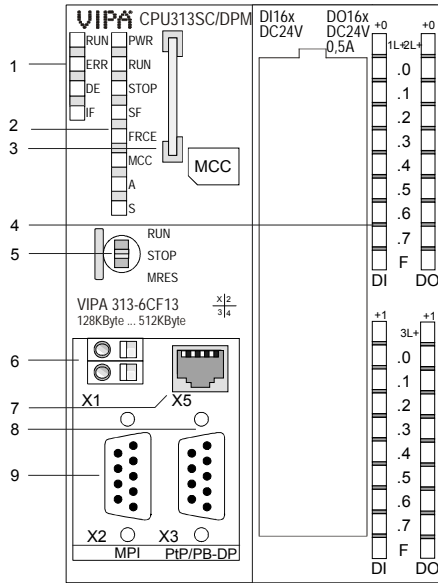 VIPA CPU313SC/DPM
DI16x DO16x
DC24V DC24V
0,5A
+0 +0
1L+ 2L+
RUN PWR
ERR RUN
DE STOP
IF SF
FRCE
MCC
A
S
MCC
1
2
3
4
5
6
7
8
9
.0
.1
.2
.3
.4
.5
.6
.7
F
DI DO
RUN
STOP
MRES
VIPA 313-6CF13
128KByte ... 512KByte
X 2
3 4
+1 +1
3L+
.0
.1
.2
.3
.4
.5
.6
.7
F
DI DO
X1 X5
X2 X3
MPI PtP/PB-DP